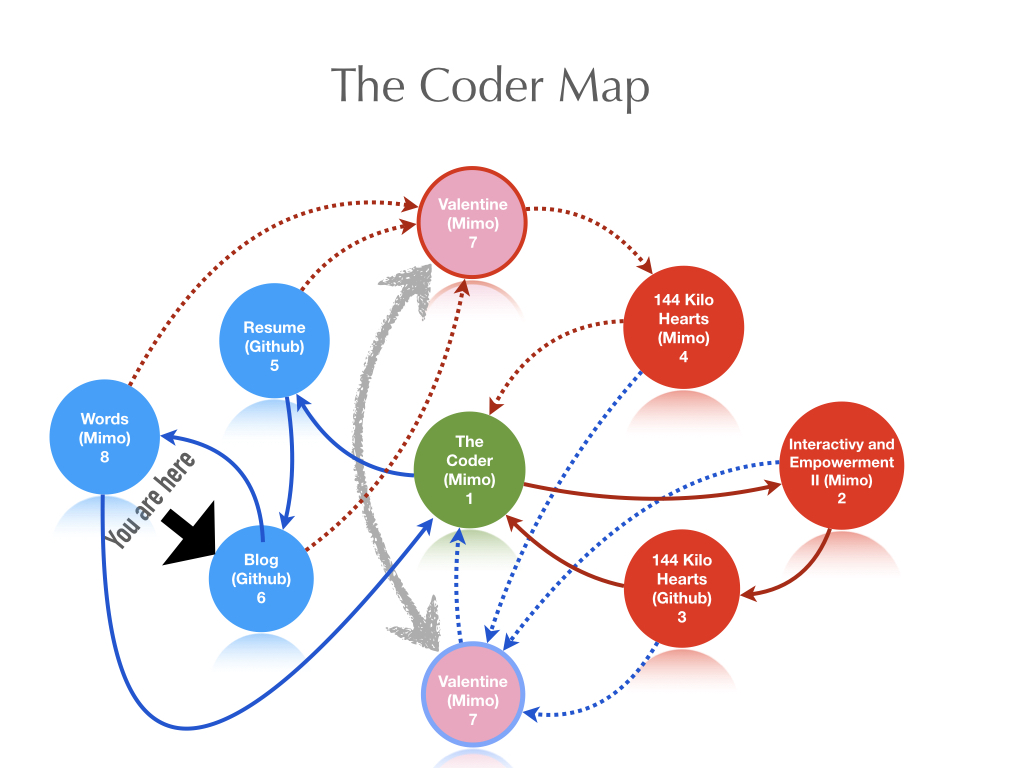 The Coder Map
Valentine
(Mimo)
7
144 Kilo
Hearts
(Mimo)
4
Resume
(Github)
5
Words
(Mimo)
8
The
Coder
(Mimo)
1
Interactivy and
Empowerment
II (Mimo)
2
You are here
Blog
(Github)
6
144 Kilo
Hearts
(Github)
3
Valentine
(Mimo)
7